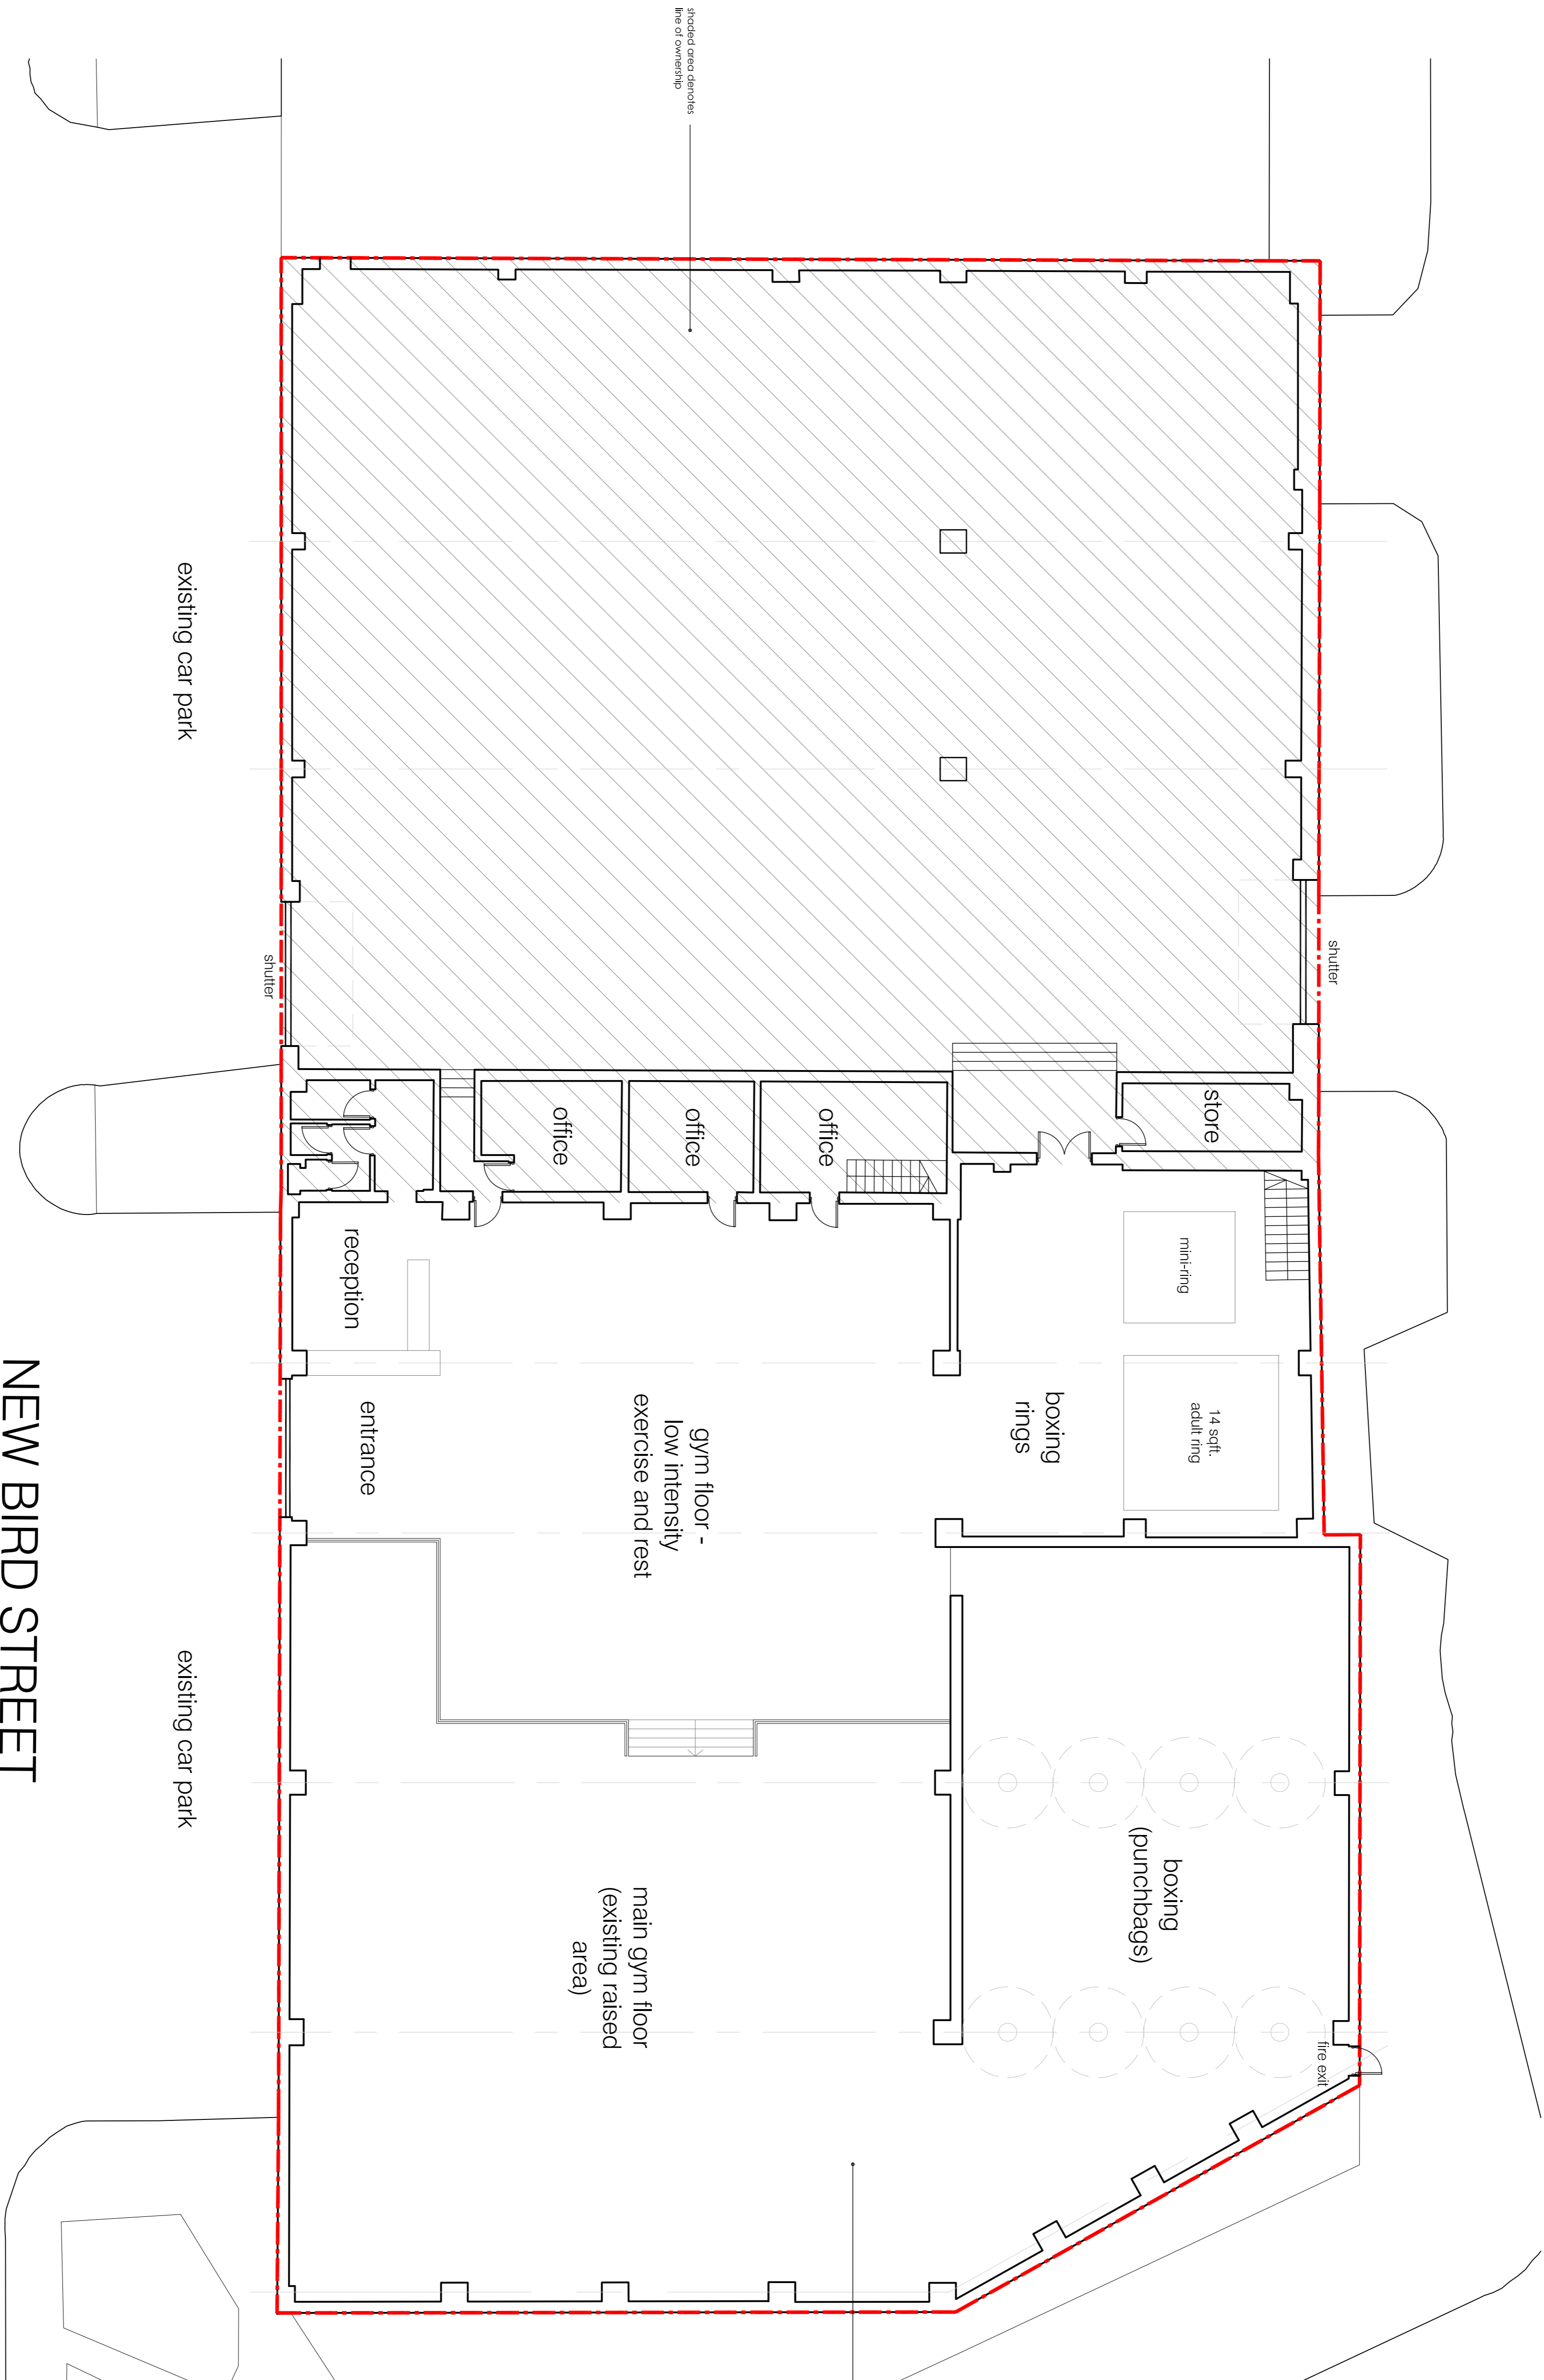 shaded area denotes
line of ownership
existing car park
shutter
shutter
store
office
office
office
reception
entrance
mini-ring
14 sqft.
adult ring
boxing
rings
gym floor -
low intensity
exercise and rest
boxing
(punchbags)
main gym floor
(existing raised
area)
fire exit
existing car park
NEW BIRD STREET